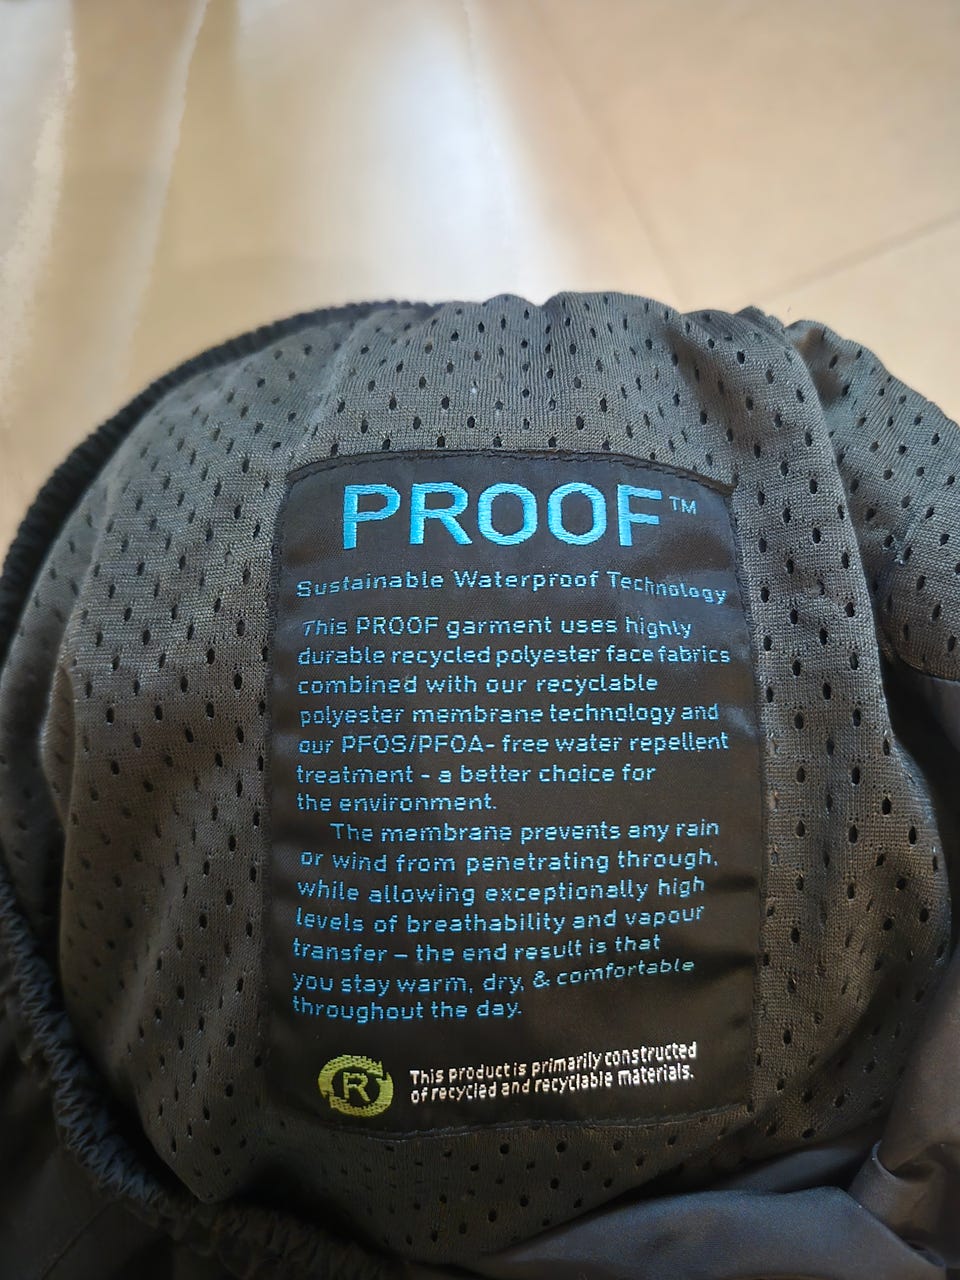 PROOF™
Sustainable Waterproof Technology
This PROOF garment uses highly
durable recycled polyester face fabrics
combined with our recyclable
polyester membrane technology and
our PFOS/PFOA- free water repellent
treatment - a better choice for
the environment.
The membrane prevents any rain
or wind from penetrating through,
while allowing exceptionally high
levels of breathability and vapour
transfer – the end result is that
you stay warm, dry, & comfortable
throughout the day.
R
This product is primarily constructed
of recycled and recyclable materials.